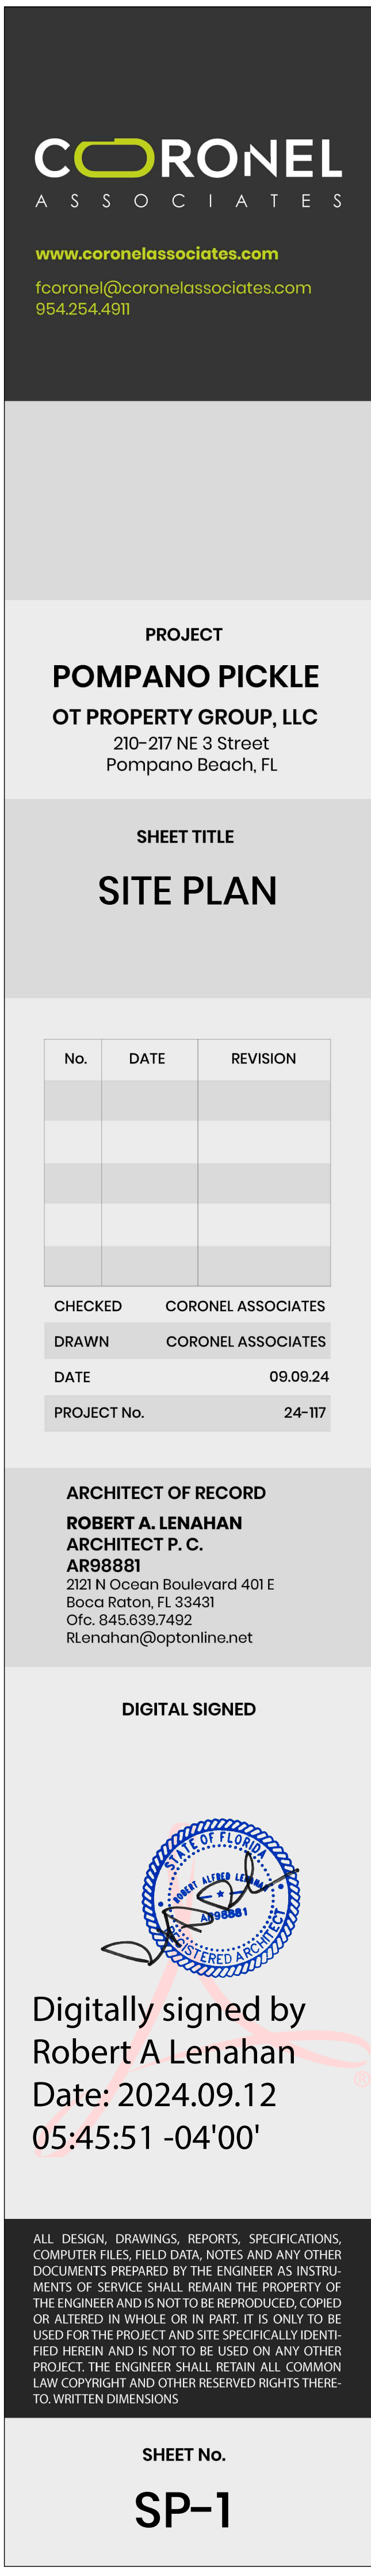 CORONEL
ASSOCIATES
www.coronelassociates.com
fcoronel@coronelassociates.com
954.254.4911
PROJECT
POMPANO PICKLE
OT PROPERTY GROUP, LLC
210-217 NE 3 Street
Pompano Beach, FL
SHEET TITLE
SITE PLAN
No. DATE REVISION
CHECKED CORONEL ASSOCIATES
DRAWN CORONEL ASSOCIATES
DATE 09.09.24
PROJECT No. 24-117
ARCHITECT OF RECORD
ROBERT A. LENAHAN
ARCHITECT P. C.
AR98881
2121 N Ocean Boulevard 401 E
Boca Raton, FL 33431
Ofc. 845.639.7492
RLenahan@optonline.net
DIGITAL SIGNED
STATE OF FLORIDA
ROBERT ALFRED LENAHAN
AR98881
REGISTERED ARCHITECT
Digitally signed by
Robert A Lenahan
Date: 2024.09.12
05:45:51 -04'00'
®
ALL DESIGN, DRAWINGS, REPORTS, SPECIFICATIONS,
COMPUTER FILES, FIELD DATA, NOTES AND ANY OTHER
DOCUMENTS PREPARED BY THE ENGINEER AS INSTRU-
MENTS OF SERVICE SHALL REMAIN THE PROPERTY OF
THE ENGINEER AND IS NOT TO BE REPRODUCED, COPIED
OR ALTERED IN WHOLE OR IN PART. IT IS ONLY TO BE
USED FOR THE PROJECT AND SITE SPECIFICALLY IDENTI-
FIED HEREIN AND IS NOT TO BE USED ON ANY OTHER
PROJECT. THE ENGINEER SHALL RETAIN ALL COMMON
LAW COPYRIGHT AND OTHER RESERVED RIGHTS THERE-
TO. WRITTEN DIMENSIONS
SHEET No.
SP-1